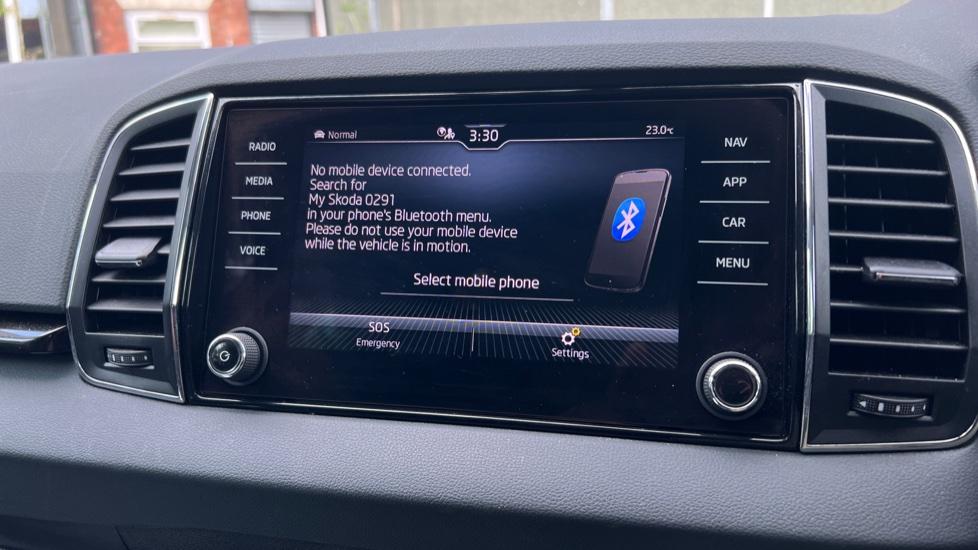 Normal
3:30
23.0°c
RADIO
MEDIA
PHONE
VOICE
No mobile device connected.
Search for
My Skoda 0291
in your phone's Bluetooth menu.
Please do not use your mobile device
while the vehicle is in motion.
Select mobile phone
SOS
Emergency
Settings
NAV
APP
CAR
MENU